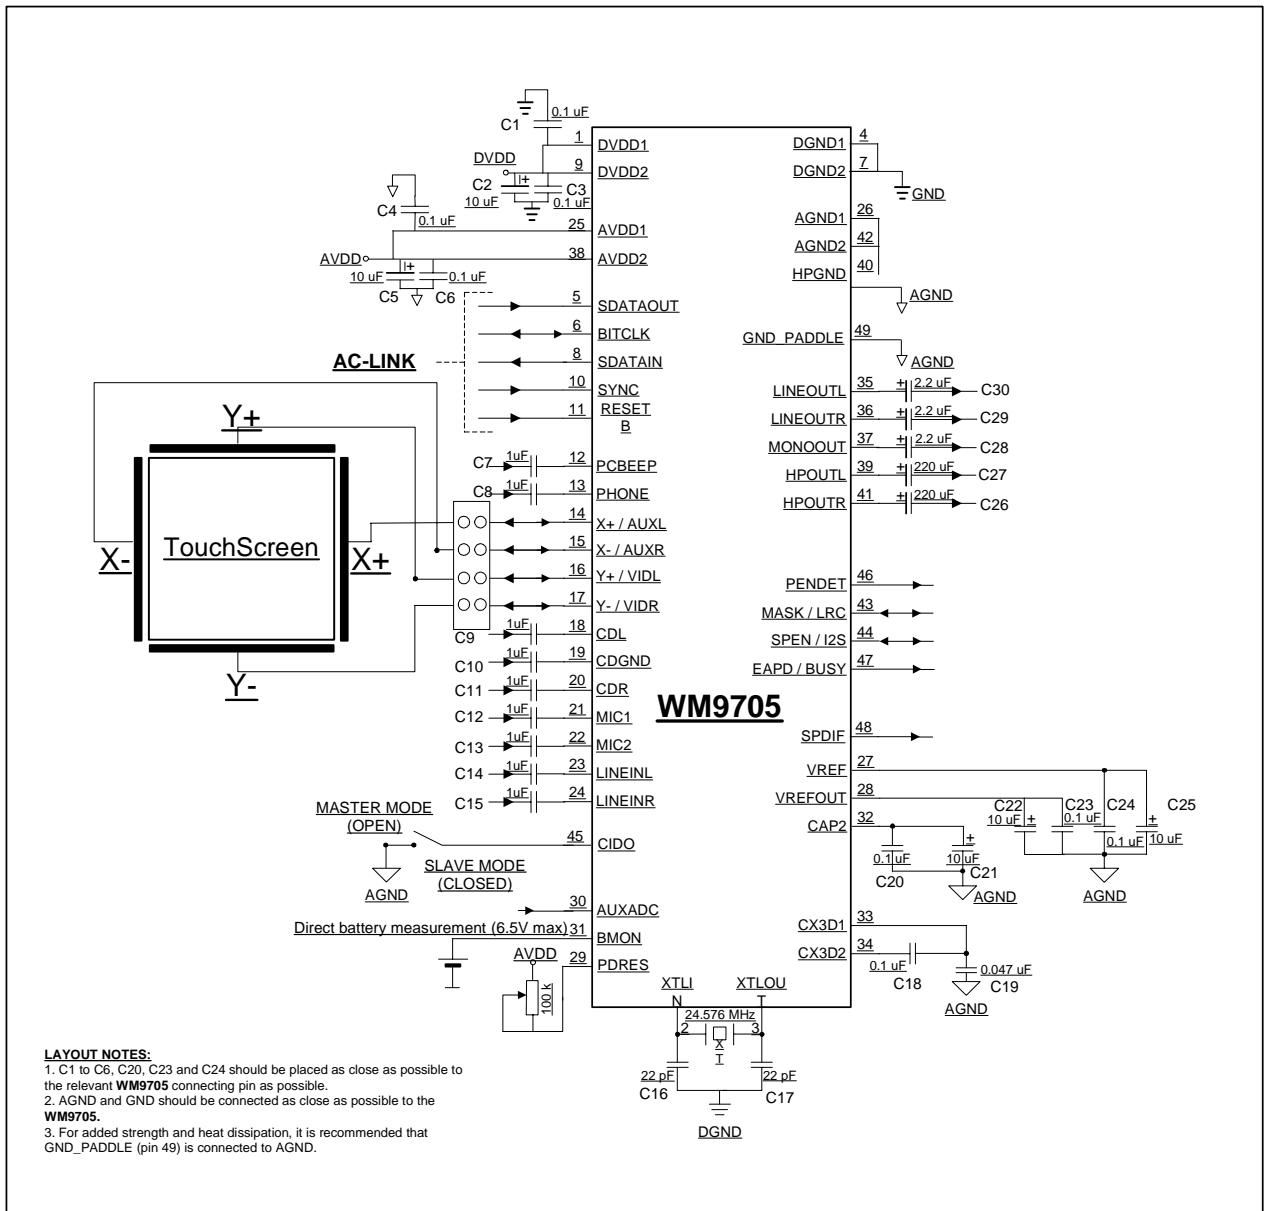 0.1 uF
C1
1
DVDD1
DVDD
9
DVDD2
C2
+
C3
10 uF
0.1 uF
C4
0.1 uF
25
AVDD1
AVDD
38
AVDD2
10 uF
+
0.1 uF
C5
C6
5
SDATAOUT
6
BITCLK
AC-LINK
8
SDATAIN
10
SYNC
11
RESET
B
C7
1uF
12
PCBEEP
C8
1uF
13
PHONE
14
X+ / AUXL
15
X- / AUXR
16
Y+ / VIDL
17
Y- / VIDR
Y+
X-
TouchScreen
X+
Y-
C9
1uF
18
CDL
C10
1uF
19
CDGND
C11
1uF
20
CDR
C12
1uF
21
MIC1
C13
1uF
22
MIC2
C14
1uF
23
LINEINL
C15
1uF
24
LINEINR
MASTER MODE
(OPEN)
45
CIDO
SLAVE MODE
(CLOSED)
AGND
30
AUXADC
Direct battery measurement (6.5V max)
31
BMON
AVDD
29
PDRES
100 k
WM9705
4
DGND1
7
DGND2
GND
26
AGND1
42
AGND2
40
HPGND
AGND
49
GND_PADDLE
AGND
LINEOUTL
35
+
2.2 uF
C30
LINEOUTR
36
+
2.2 uF
C29
MONOOUT
37
+
2.2 uF
C28
HPOUTL
39
+
220 uF
C27
HPOUTR
41
+
220 uF
C26
PENDET
46
MASK / LRC
43
SPEN / I2S
44
EAPD / BUSY
47
SPDIF
48
VREF
27
VREFOUT
28
C22
C23
C24
C25
10 uF
+
0.1 uF
0.1 uF
+
10 uF
AGND
CAP2
32
0.1 uF
+
10 uF
C20
C21
AGND
CX3D1
33
CX3D2
34
0.1 uF
C18
0.047 uF
C19
AGND
XTLI
N
XTLOU
T
24.576 MHz
2
3
X
T
22 pF
C16
22 pF
C17
DGND
LAYOUT NOTES:
1. C1 to C6, C20, C23 and C24 should be placed as close as possible to
the relevant WM9705 connecting pin as possible.
2. AGND and GND should be connected as close as possible to the
WM9705.
3. For added strength and heat dissipation, it is recommended that
GND_PADDLE (pin 49) is connected to AGND.